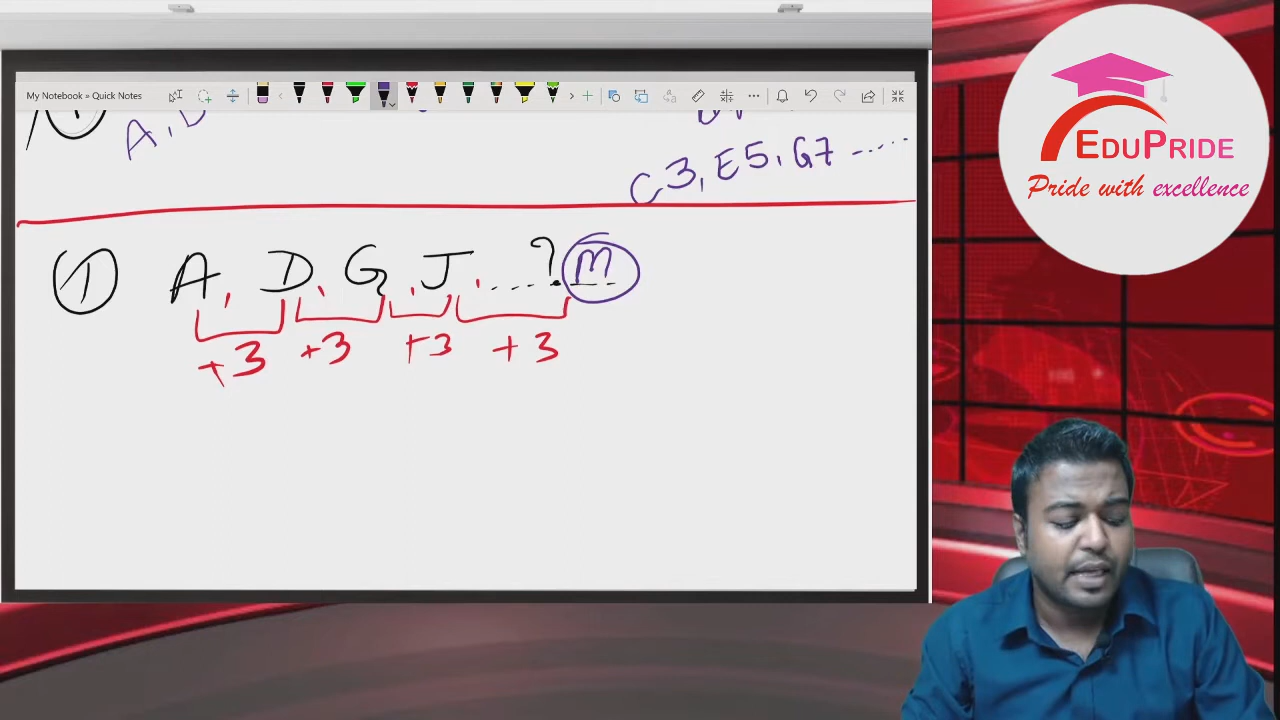 My Notebook » Quick Notes
A, D
C3, E5, G7 .....
① A, D, G, J, ....? M
+3 +3 +3 +3
EDUPRIDE
Pride with excellence